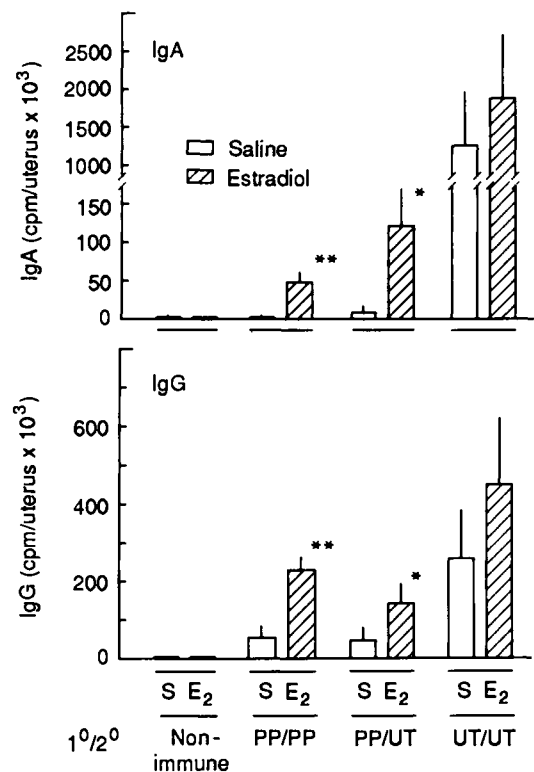 IgA
IgA (cpm/uterus x 10³)
2500
2000
1500
1000
150
100
50
0
Saline
Estradiol
**
*
IgG
IgG (cpm/uterus x 10³)
600
400
200
0
**
*
S E₂ S E₂ S E₂ S E₂
1⁰/2⁰ Non-immune PP/PP PP/UT UT/UT